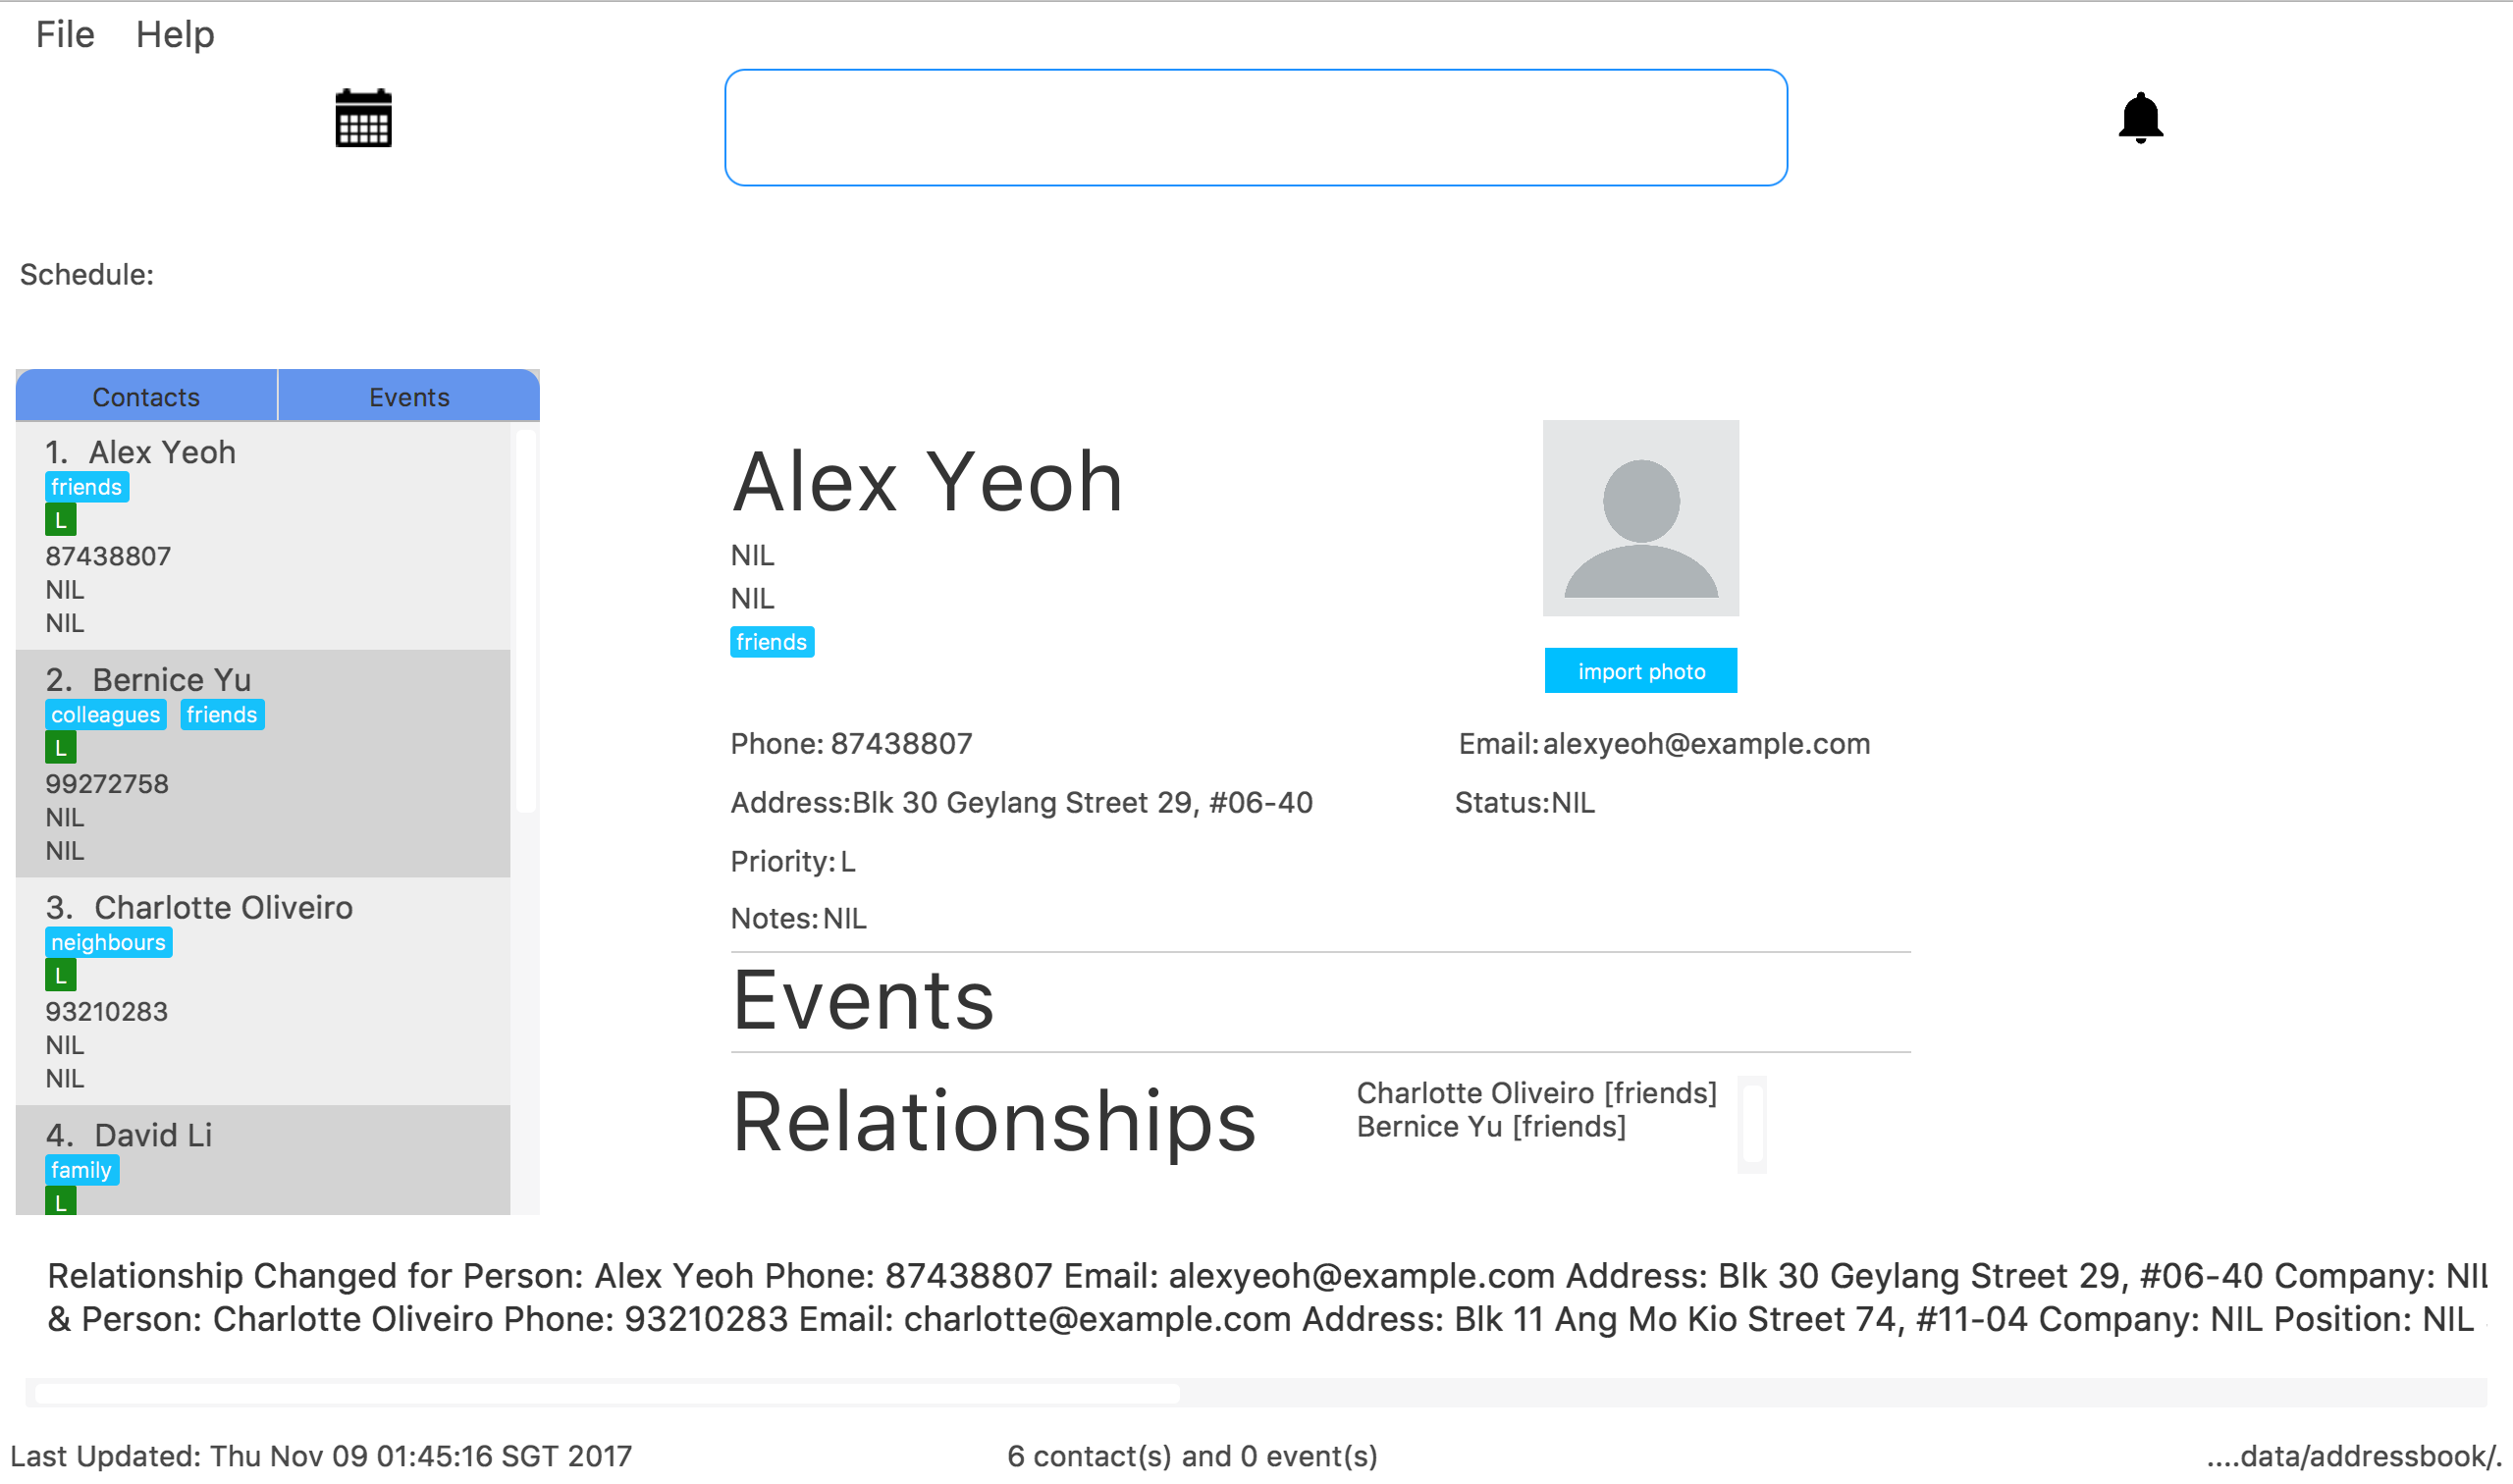 File Help
Schedule:
Contacts Events
1. Alex Yeoh
friends
L
87438807
NIL
NIL
2. Bernice Yu
colleagues friends
L
99272758
NIL
NIL
3. Charlotte Oliveiro
neighbours
L
93210283
NIL
NIL
4. David Li
family
L
Alex Yeoh
NIL
NIL
friends
import photo
Phone: 87438807 Email: alexyeoh@example.com
Address: Blk 30 Geylang Street 29, #06-40 Status: NIL
Priority: L
Notes: NIL
Events
Relationships
Charlotte Oliveiro [friends]
Bernice Yu [friends]
Relationship Changed for Person: Alex Yeoh Phone: 87438807 Email: alexyeoh@example.com Address: Blk 30 Geylang Street 29, #06-40 Company: NIL
& Person: Charlotte Oliveiro Phone: 93210283 Email: charlotte@example.com Address: Blk 11 Ang Mo Kio Street 74, #11-04 Company: NIL Position: NIL
Last Updated: Thu Nov 09 01:45:16 SGT 2017 6 contact(s) and 0 event(s) ....data/addressbook/.